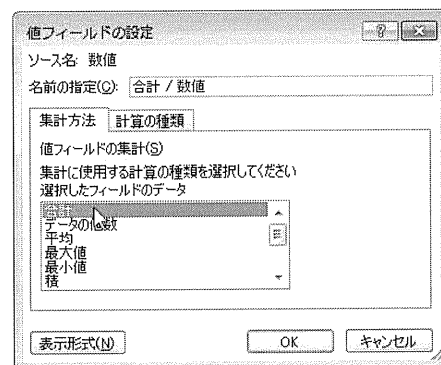 値フィールドの設定
ソース名: 数値
名前の指定(C): 合計 / 数値
集計方法 計算の種類
値フィールドの集計(S)
集計に使用する計算の種類を選択してください
選択したフィールドのデータ
合計
データの個数
平均
最大値
最小値
積
表示形式(N) OK キャンセル